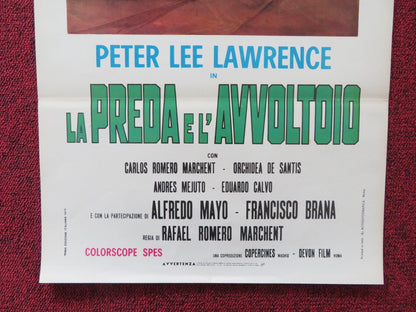 PETER LEE LAWRENCE
IN
LA PREDA E L'AVVOLTOIO
CON
CARLOS ROMERO MARCHENT - ORCHIDEA DE SANTIS
ANDRES MEJUTO - EDUARDO CALVO
E CON LA PARTECIPAZIONE DI ALFREDO MAYO - FRANCISCO BRANA
REGIA DI RAFAEL ROMERO MARCHENT
COLORSCOPE SPES
UNA COPRODUZIONE COPERCINES MADRID - DEVON FILM ROMA
AVVERTENZA